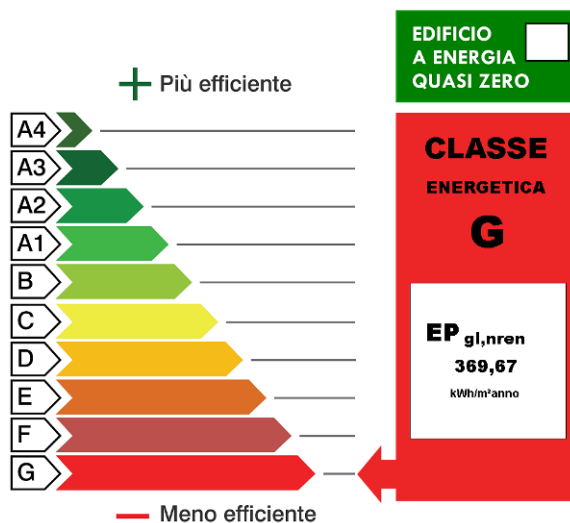 EDIFICIO
A ENERGIA
QUASI ZERO
Più efficiente
A4
A3
A2
A1
B
C
D
E
F
G
Meno efficiente
CLASSE
ENERGETICA
G
EP gl,nren
369,67
kWh/m²anno